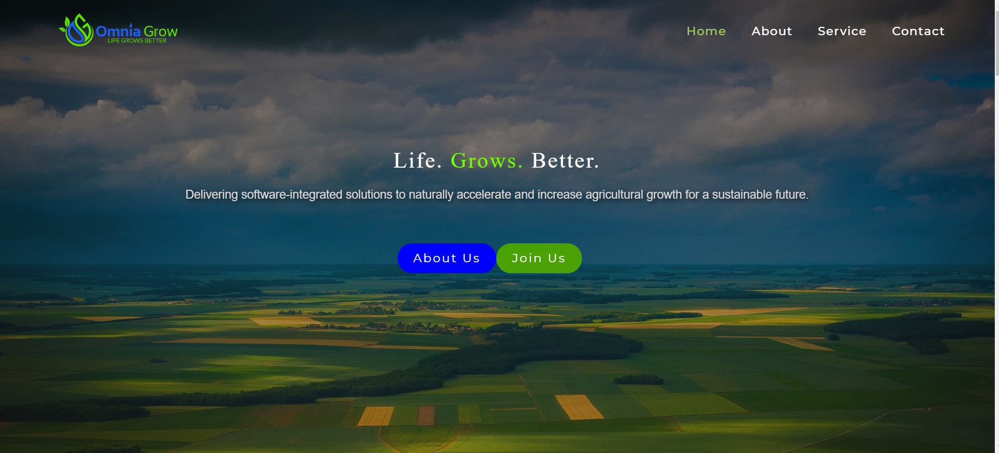 Omnia Grow
LIFE GROWS BETTER
Home About Service Contact
Life. Grows. Better.
Delivering software-integrated solutions to naturally accelerate and increase agricultural growth for a sustainable future.
About Us Join Us